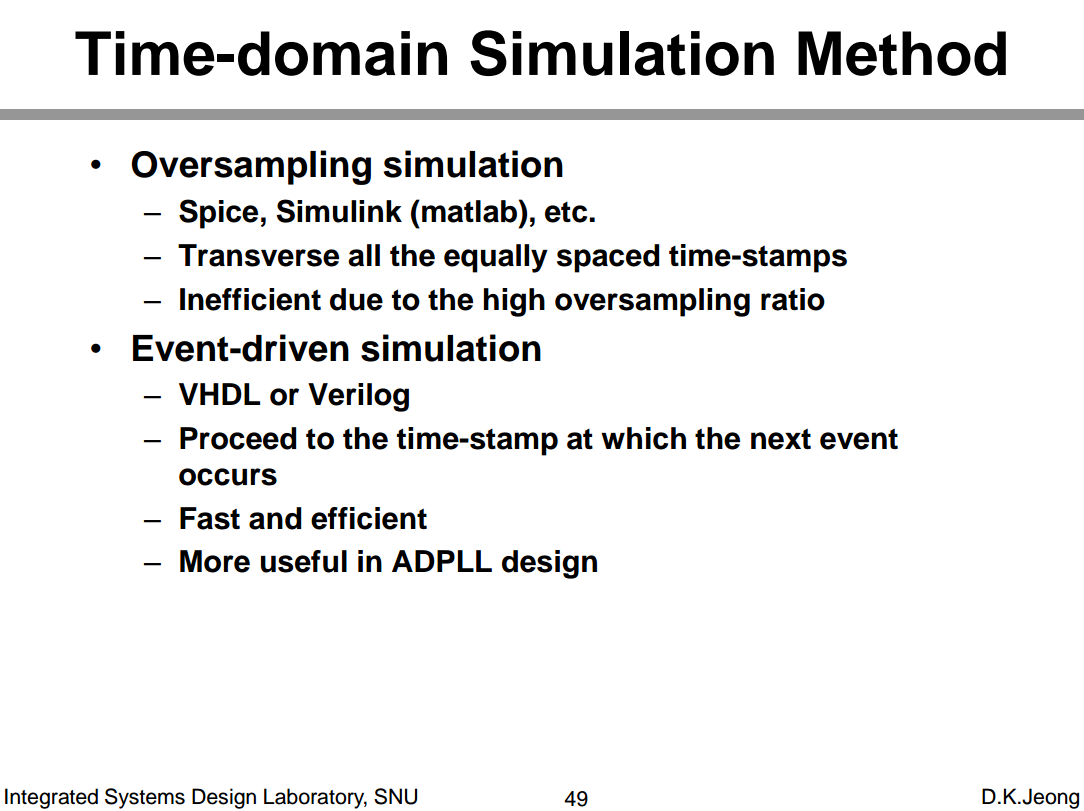 Time-domain Simulation Method
• Oversampling simulation
– Spice, Simulink (matlab), etc.
– Transverse all the equally spaced time-stamps
– Inefficient due to the high oversampling ratio
• Event-driven simulation
– VHDL or Verilog
– Proceed to the time-stamp at which the next event
occurs
– Fast and efficient
– More useful in ADPLL design
Integrated Systems Design Laboratory, SNU
49
D.K.Jeong